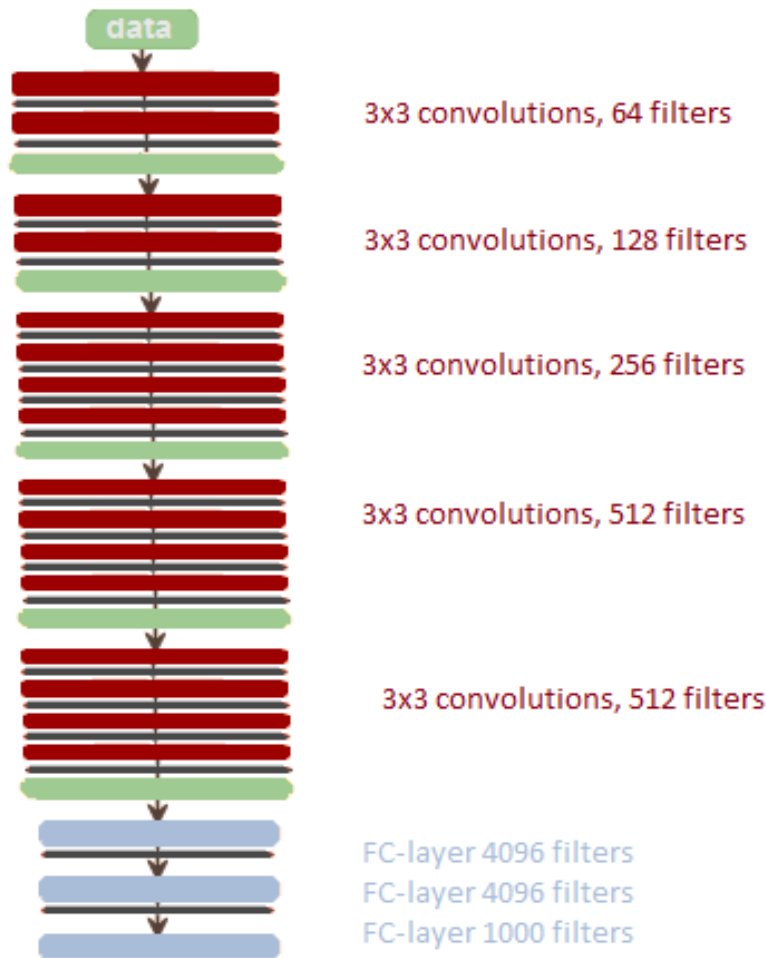 data
3x3 convolutions, 64 filters
3x3 convolutions, 128 filters
3x3 convolutions, 256 filters
3x3 convolutions, 512 filters
3x3 convolutions, 512 filters
FC-layer 4096 filters
FC-layer 4096 filters
FC-layer 1000 filters